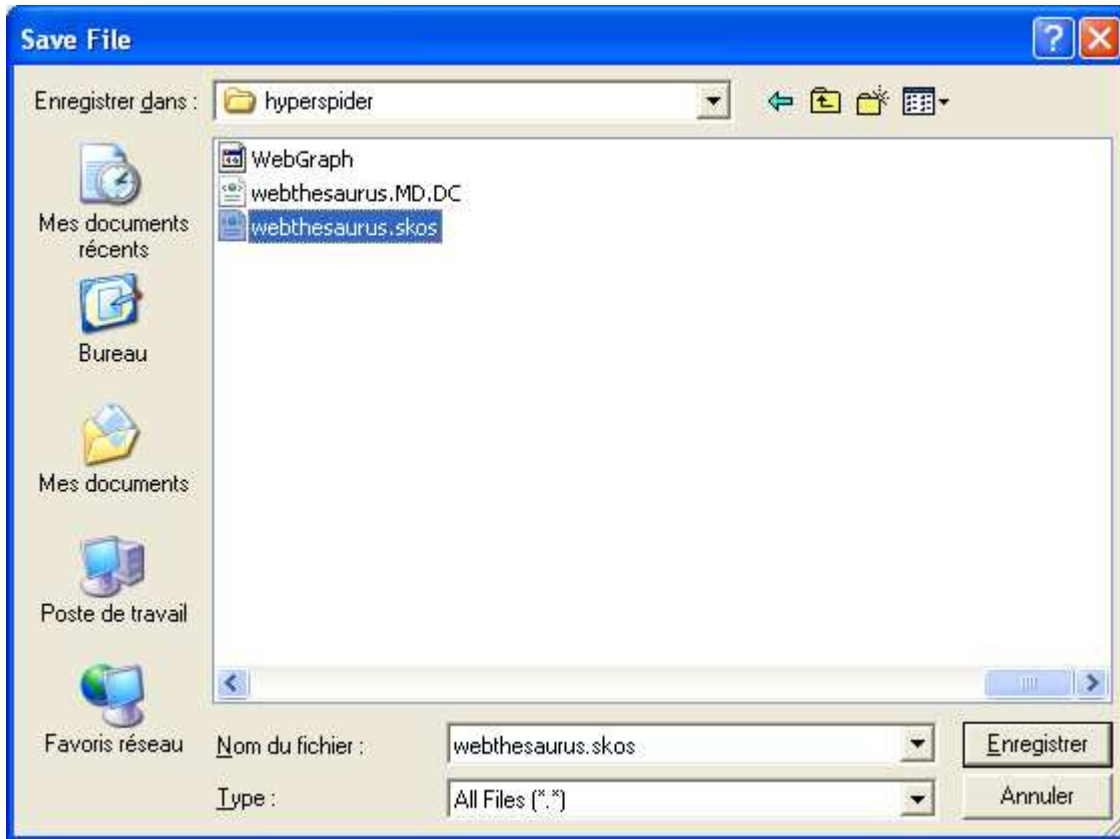 Save File
Enregistrer dans :
hyperspider
WebGraph
webthesaurus.MD.DC
webthesaurus.skos
Mes documents
récents
Bureau
Mes documents
Poste de travail
Favoris réseau
Nom du fichier :
webthesaurus.skos
Enregistrer
Type :
All Files (*.*)
Annuler